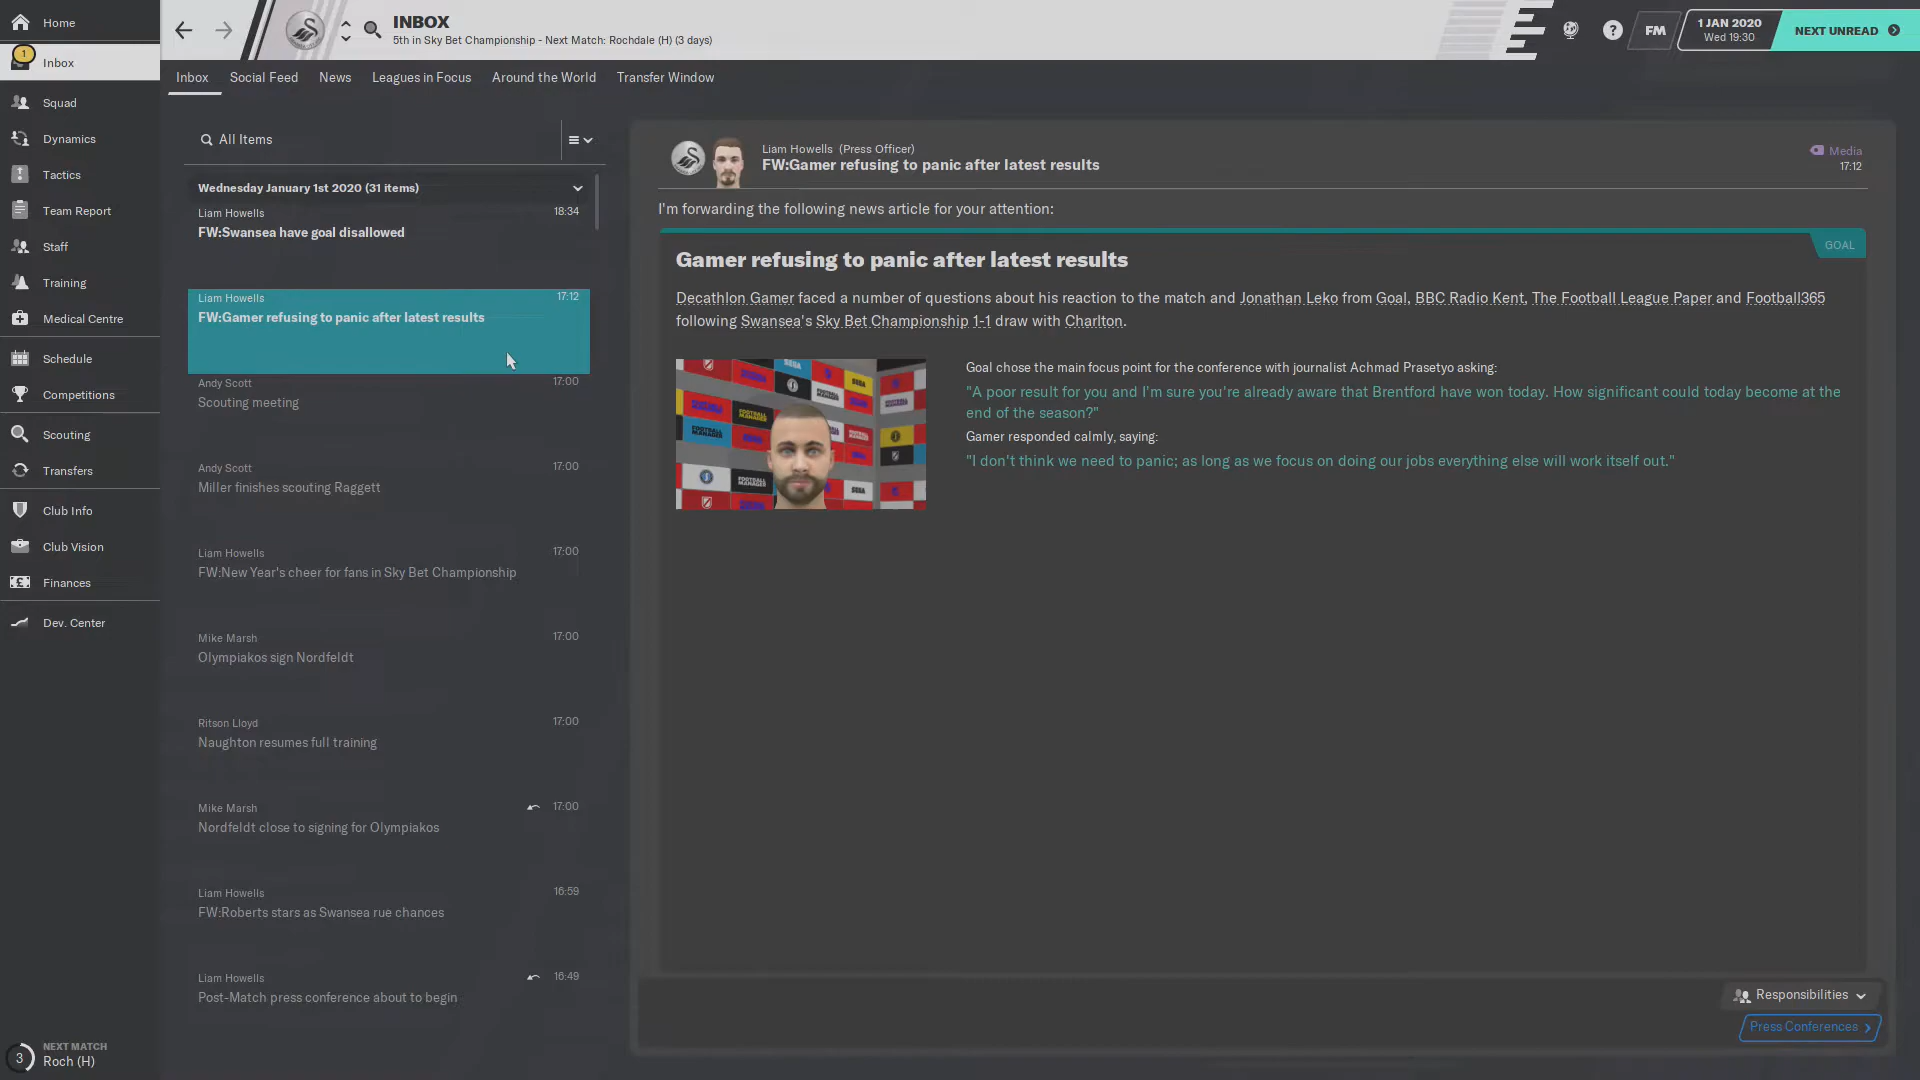 Home
1
Inbox
Squad
Dynamics
Tactics
Team Report
Staff
Training
Medical Centre
Schedule
Competitions
Scouting
Transfers
Club Info
Club Vision
Finances
Dev. Center
3
NEXT MATCH
Roch (H)
INBOX
5th in Sky Bet Championship - Next Match: Rochdale (H) (3 days)
?
FM
1 JAN 2020
Wed 19:30
NEXT UNREAD
Inbox Social Feed News Leagues in Focus Around the World Transfer Window
All Items
Wednesday January 1st 2020 (31 items)
Liam Howells 18:34
FW:Swansea have goal disallowed
Liam Howells 17:12
FW:Gamer refusing to panic after latest results
Andy Scott 17:00
Scouting meeting
Andy Scott 17:00
Miller finishes scouting Raggett
Liam Howells 17:00
FW:New Year's cheer for fans in Sky Bet Championship
Mike Marsh 17:00
Olympiakos sign Nordfeldt
Ritson Lloyd 17:00
Naughton resumes full training
Mike Marsh 17:00
Nordfeldt close to signing for Olympiakos
Liam Howells 16:59
FW:Roberts stars as Swansea rue chances
Liam Howells 16:49
Post-Match press conference about to begin
Liam Howells (Press Officer)
FW:Gamer refusing to panic after latest results
Media
17:12
I'm forwarding the following news article for your attention:
GOAL
Gamer refusing to panic after latest results
Decathlon Gamer faced a number of questions about his reaction to the match and Jonathan Leko from Goal, BBC Radio Kent, The Football League Paper and Football365
following Swansea's Sky Bet Championship 1-1 draw with Charlton.
Goal chose the main focus point for the conference with journalist Achmad Prasetyo asking:
"A poor result for you and I'm sure you're already aware that Brentford have won today. How significant could today become at the
end of the season?"
Gamer responded calmly, saying:
"I don't think we need to panic; as long as we focus on doing our jobs everything else will work itself out."
Responsibilities
Press Conferences